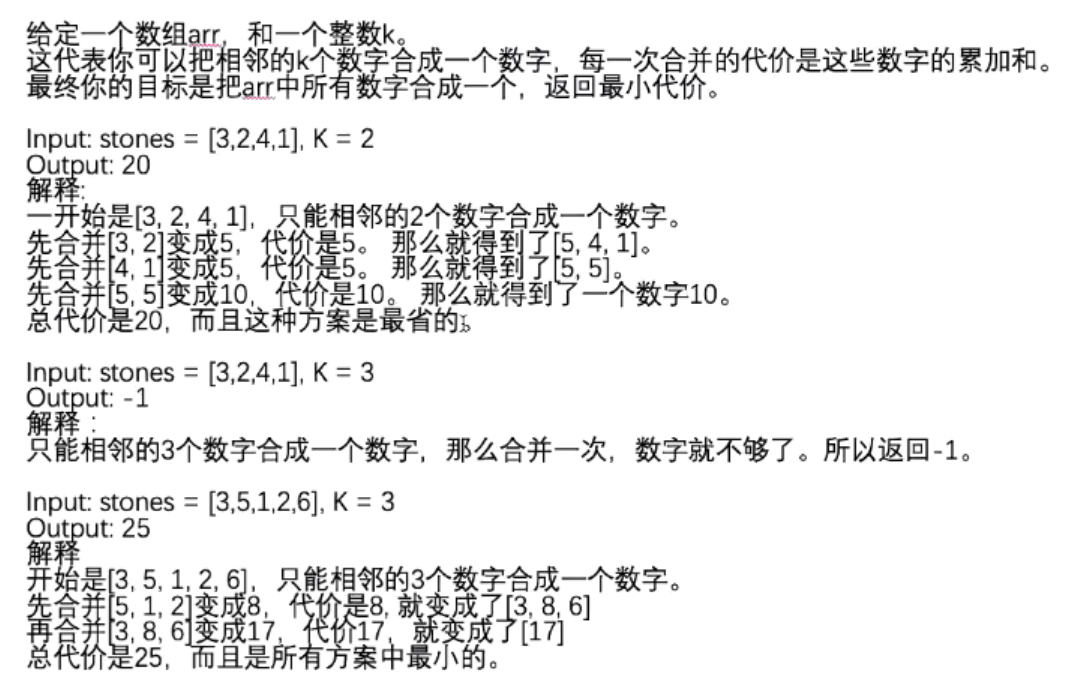 给定一个数组arr，和一个整数k。
这代表你可以把相邻的k个数字合成一个数字，每一次合并的代价是这些数字的累加和。
最终你的目标是把arr中所有数字合成一个，返回最小代价。
Input: stones = [3,2,4,1], K = 2
Output: 20
解释:
一开始是[3, 2, 4, 1]，只能相邻的2个数字合成一个数字。
先合并[3, 2]变成5，代价是5。 那么就得到了[5, 4, 1]。
先合并[4, 1]变成5，代价是5。 那么就得到了[5, 5]。
先合并[5, 5]变成10，代价是10。 那么就得到了一个数字10。
总代价是20，而且这种方案是最省的。
Input: stones = [3,2,4,1], K = 3
Output: -1
解释：
只能相邻的3个数字合成一个数字，那么合并一次，数字就不够了。所以返回-1。
Input: stones = [3,5,1,2,6], K = 3
Output: 25
解释
开始是[3, 5, 1, 2, 6]，只能相邻的3个数字合成一个数字。
先合并[5, 1, 2]变成8，代价是8, 就变成了[3, 8, 6]
再合并[3, 8, 6]变成17，代价17，就变成了[17]
总代价是25，而且是所有方案中最小的。